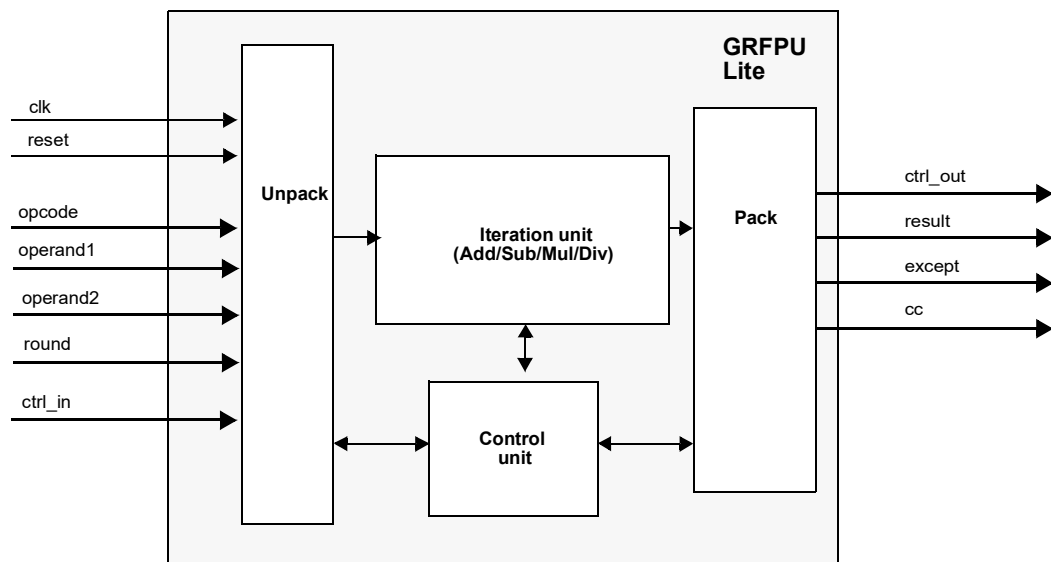 GRFPU
Lite
clk
reset
opcode
operand1
operand2
round
ctrl_in
Unpack
Iteration unit
(Add/Sub/Mul/Div)
Control
unit
Pack
ctrl_out
result
except
cc